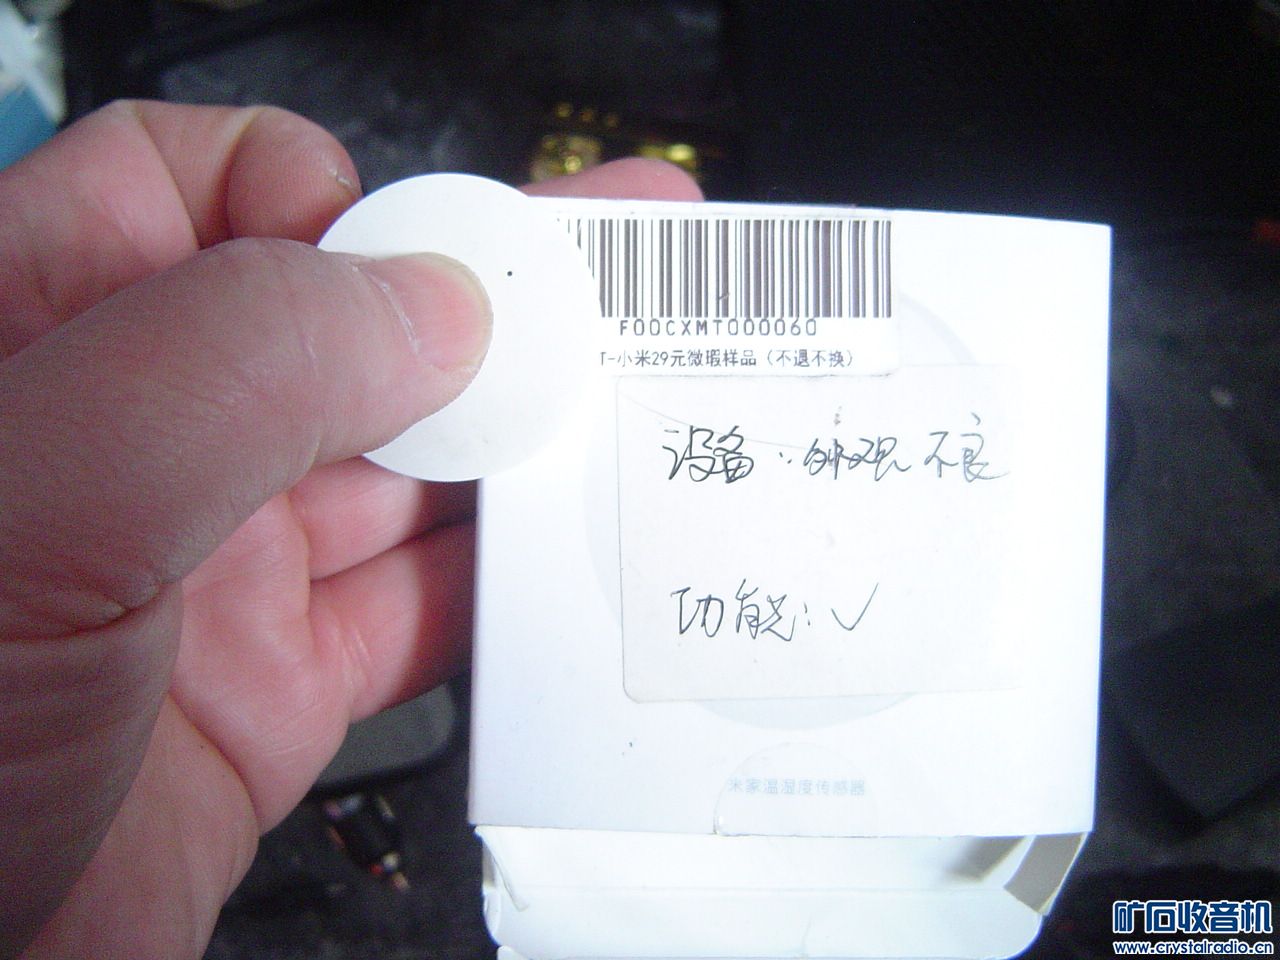 F00CXMT000060
T-小米29元微瑕样品（不退不换）
设备：外观不良
功能：✓
米家温湿度传感器
矿石收音机
www.crystalradio.cn